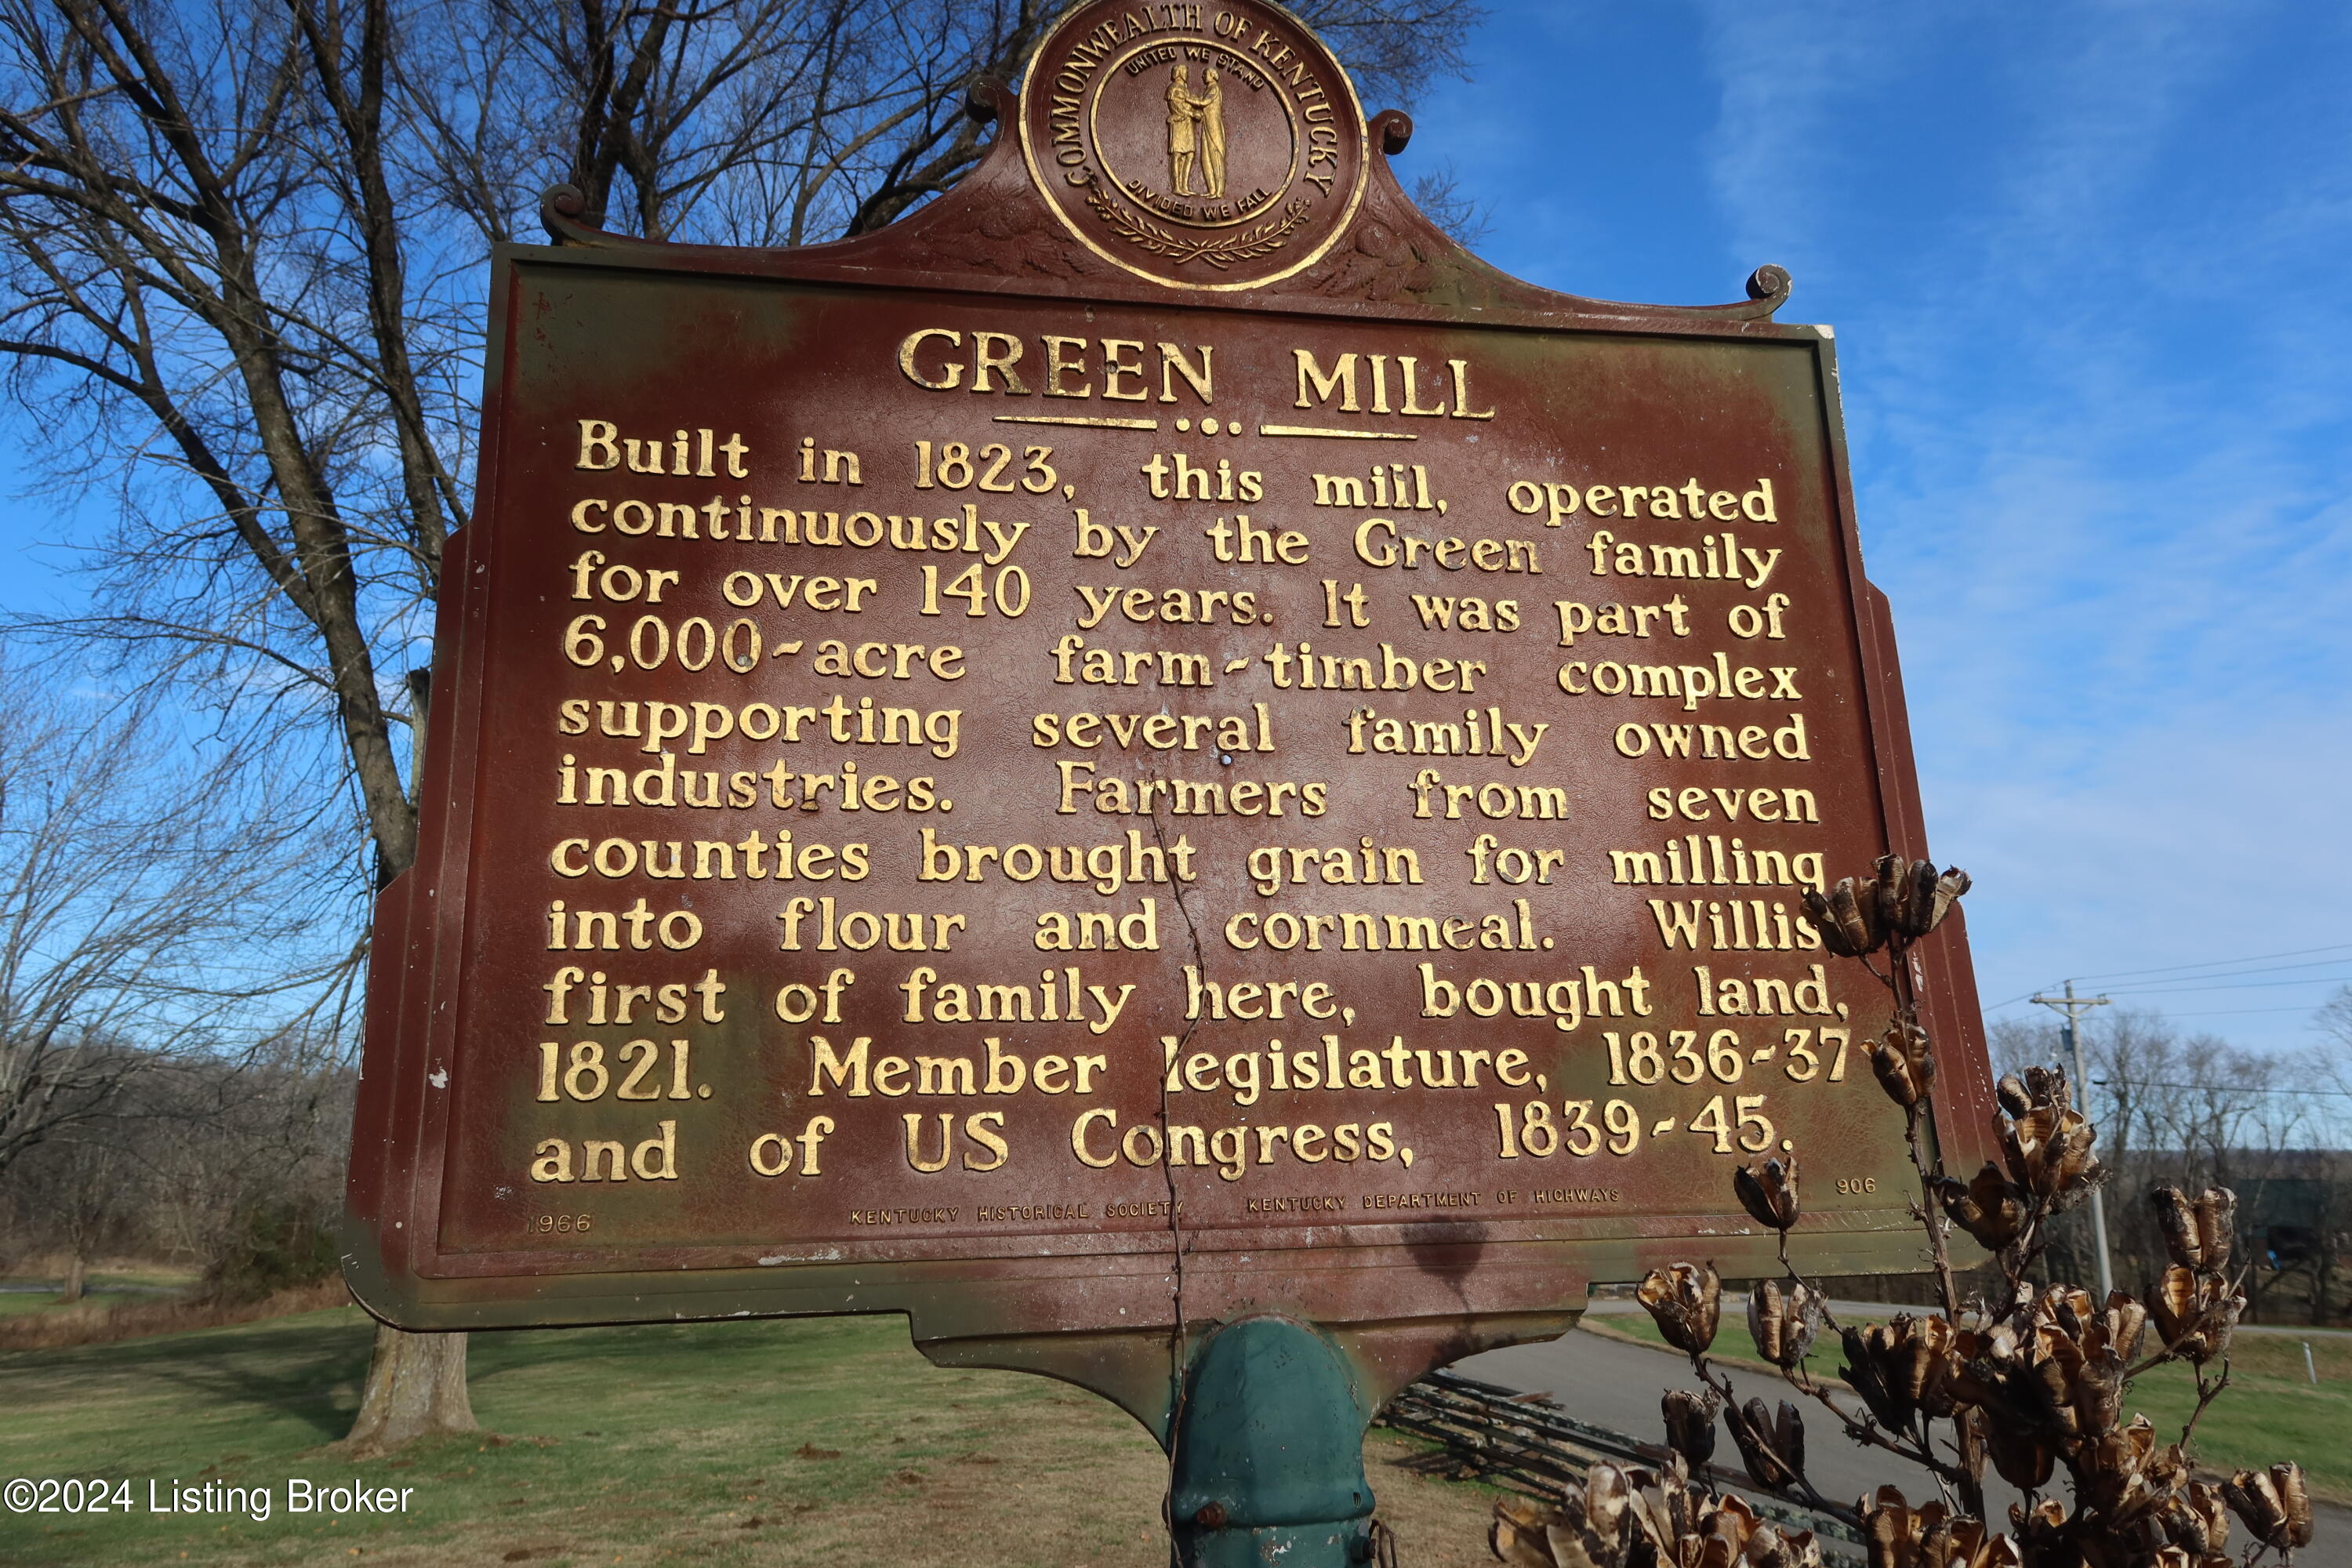 COMMONWEALTH OF KENTUCKY
UNITED WE STAND
DIVIDED WE FALL
GREEN MILL
Built in 1823, this mill, operated
continuously by the Green family
for over 140 years. It was part of
6,000-acre farm-timber complex
supporting several family owned
industries. Farmers from seven
counties brought grain for milling
into flour and cornmeal. Willis
first of family here, bought land,
1821. Member legislature, 1836-37
and of US Congress, 1839-45.
1966 KENTUCKY HISTORICAL SOCIETY KENTUCKY DEPARTMENT OF HIGHWAYS 906
©2024 Listing Broker